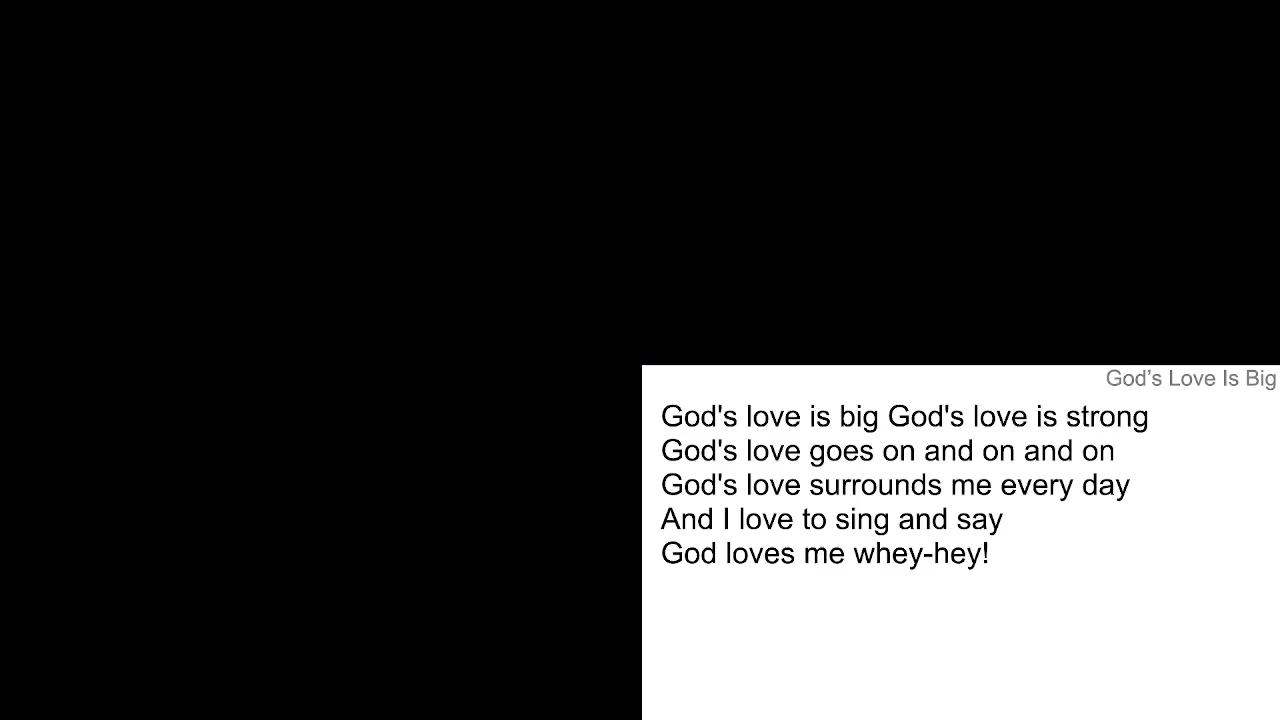 God’s Love Is Big
God's love is big God's love is strong
God's love goes on and on and on
God's love surrounds me every day
And I love to sing and say
God loves me whey-hey!